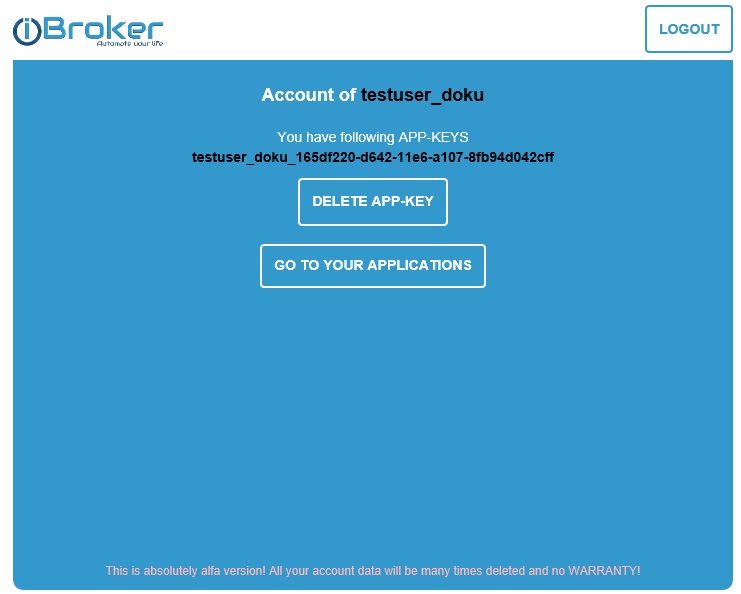 ioBroker
Automate your life
LOGOUT
Account of testuser_doku
You have following APP-KEYS
testuser_doku_165df220-d642-11e6-a107-8fb94d042cff
DELETE APP-KEY
GO TO YOUR APPLICATIONS
This is absolutely alfa version! All your account data will be many times deleted and no WARRANTY!